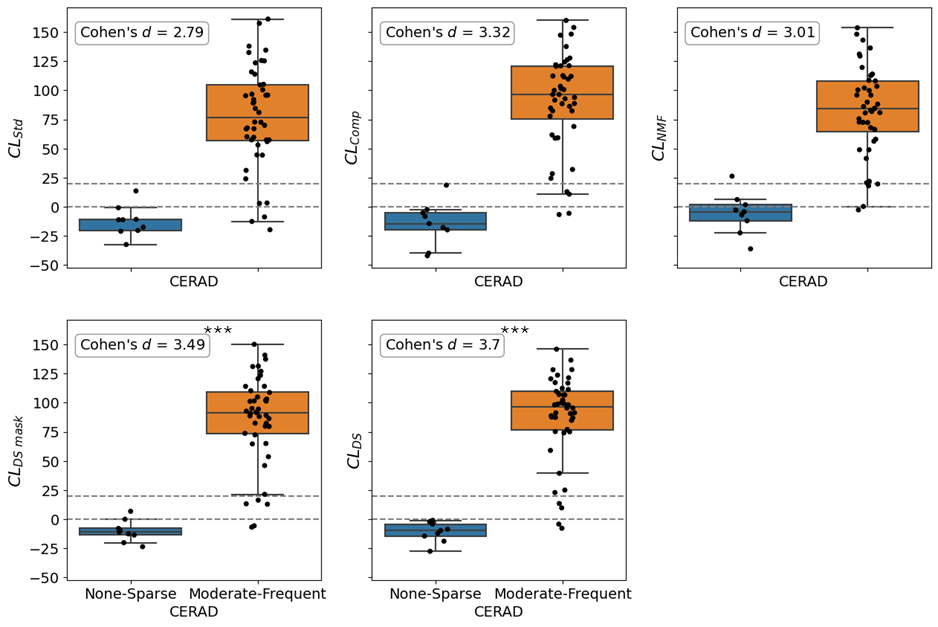 Cohen's d = 2.79
CL_Std
150
125
100
75
50
25
0
−25
−50
CERAD
Cohen's d = 3.32
CL_Comp
CERAD
Cohen's d = 3.01
CL_NMF
CERAD
***
Cohen's d = 3.49
CL_DS mask
150
125
100
75
50
25
0
−25
−50
None-Sparse Moderate-Frequent
CERAD
***
Cohen's d = 3.7
CL_DS
None-Sparse Moderate-Frequent
CERAD